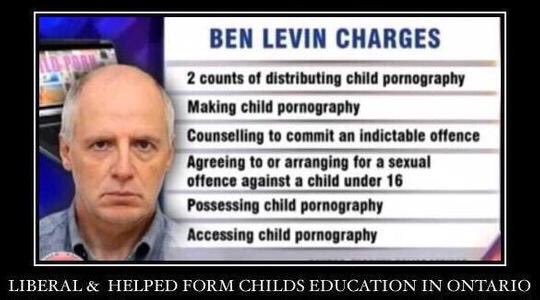 BEN LEVIN CHARGES
2 counts of distributing child pornography
Making child pornography
Counselling to commit an indictable offence
Agreeing to or arranging for a sexual
offence against a child under 16
Possessing child pornography
Accessing child pornography
LIBERAL & HELPED FORM CHILDS EDUCATION IN ONTARIO